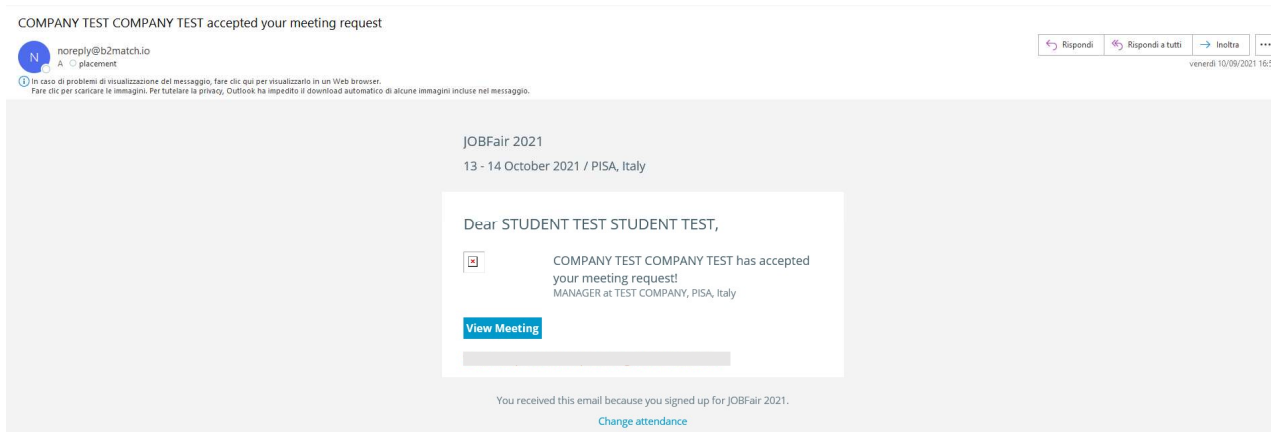 COMPANY TEST COMPANY TEST accepted your meeting request
N
noreply@b2match.io
A placement
Rispondi
Rispondi a tutti
Inoltra
venerdì 10/09/2021
In caso di problemi di visualizzazione del messaggio, fare clic qui per visualizzarlo in un Web browser.
Fare clic per scaricare le immagini. Per tutelare la privacy, Outlook ha impedito il download automatico di alcune immagini incluse nel messaggio.
JOBFair 2021
13 - 14 October 2021 / PISA, Italy
Dear STUDENT TEST STUDENT TEST,
COMPANY TEST COMPANY TEST has accepted
your meeting request!
MANAGER at TEST COMPANY, PISA, Italy
View Meeting
You received this email because you signed up for JOBFair 2021.
Change attendance